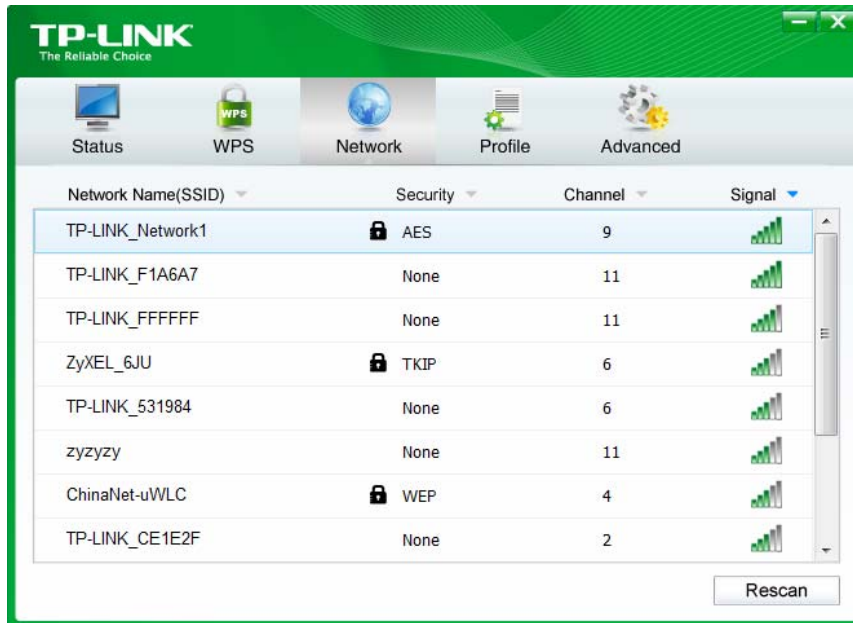 TP-LINK
The Reliable Choice
Status WPS WPS Network Profile Advanced
Network Name(SSID) Security Channel Signal
TP-LINK_Network1 AES 9
TP-LINK_F1A6A7 None 11
TP-LINK_FFFFFF None 11
ZyXEL_6JU TKIP 6
TP-LINK_531984 None 6
zyzyzy None 11
ChinaNet-uWLC WEP 4
TP-LINK_CE1E2F None 2
Rescan